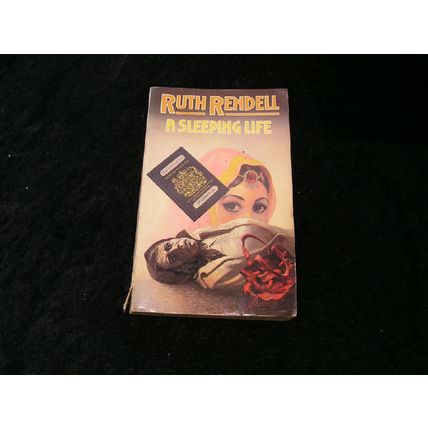 RUTH RENDELL
A SLEEPING LIFE